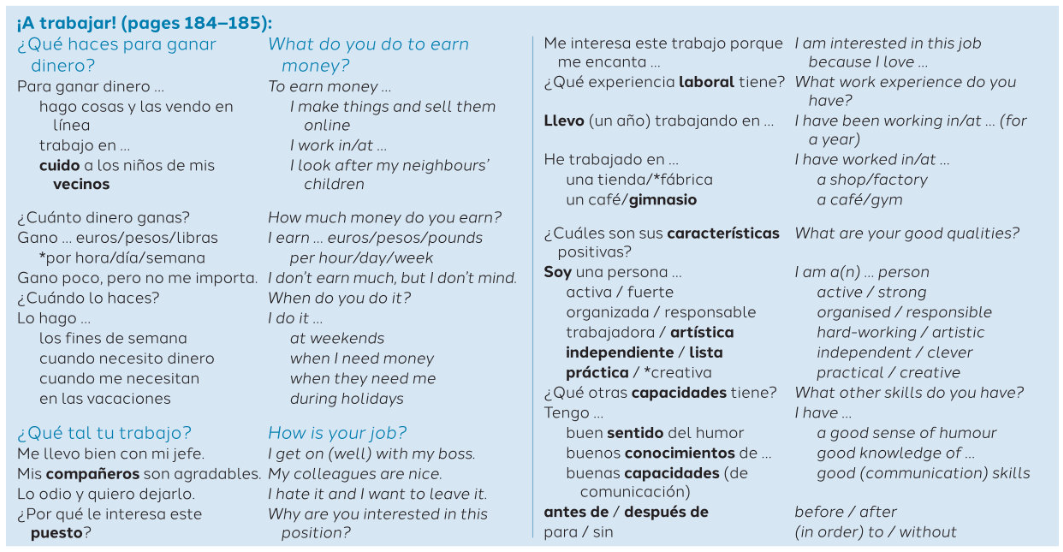 ¡A trabajar! (pages 184–185):
¿Qué haces para ganar What do you do to earn
dinero? money?
Para ganar dinero ... To earn money ...
hago cosas y las vendo en I make things and sell them
línea online
trabajo en ... I work in/at ...
cuido a los niños de mis I look after my neighbours'
vecinos children
¿Cuánto dinero ganas? How much money do you earn?
Gano ... euros/pesos/libras I earn ... euros/pesos/pounds
*por hora/día/semana per hour/day/week
Gano poco, pero no me importa. I don't earn much, but I don't mind.
¿Cuándo lo haces? When do you do it?
Lo hago ... I do it ...
los fines de semana at weekends
cuando necesito dinero when I need money
cuando me necesitan when they need me
en las vacaciones during holidays
¿Qué tal tu trabajo? How is your job?
Me llevo bien con mi jefe. I get on (well) with my boss.
Mis compañeros son agradables. My colleagues are nice.
Lo odio y quiero dejarlo. I hate it and I want to leave it.
¿Por qué le interesa este Why are you interested in this
puesto? position?
Me interesa este trabajo porque I am interested in this job
me encanta ... because I love ...
¿Qué experiencia laboral tiene? What work experience do you
have?
Llevo (un año) trabajando en ... I have been working in/at ... (for
a year)
He trabajado en ... I have worked in/at ...
una tienda/*fábrica a shop/factory
un café/gimnasio a café/gym
¿Cuáles son sus características What are your good qualities?
positivas?
Soy una persona ... I am a(n) ... person
activa / fuerte active / strong
organizada / responsable organised / responsible
trabajadora / artística hard-working / artistic
independiente / lista independent / clever
práctica / *creativa practical / creative
¿Qué otras capacidades tiene? What other skills do you have?
Tengo ... I have ...
buen sentido del humor a good sense of humour
buenos conocimientos de ... good knowledge of ...
buenas capacidades (de good (communication) skills
comunicación)
antes de / después de before / after
para / sin (in order) to / without